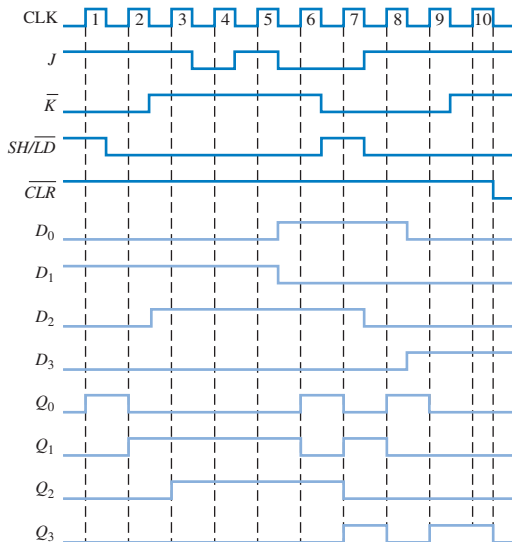 CLK 1 2 3 4 5 6 7 8 9 10
J
K̅
SH/L̅D̅
C̅L̅R̅
D₀
D₁
D₂
D₃
Q₀
Q₁
Q₂
Q₃